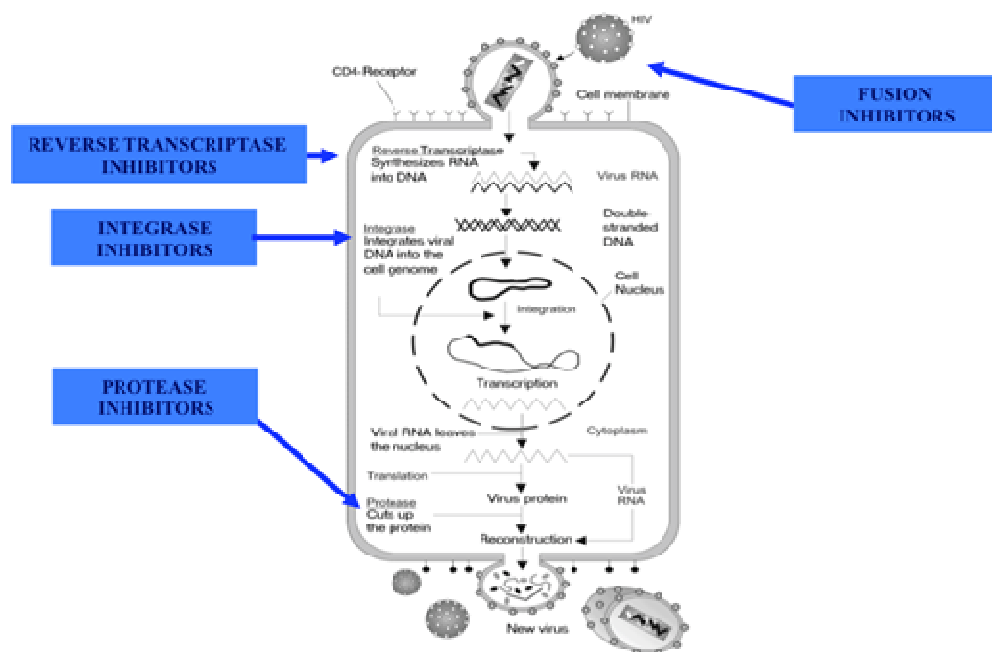 HIV
CD4-Receptor
Cell membrane
FUSION
INHIBITORS
REVERSE TRANSCRIPTASE
INHIBITORS
Reverse Transcriptase
Synthesizes RNA
into DNA
Virus RNA
INTEGRASE
INHIBITORS
Integrase
Integrates viral
DNA into the
cell genome
Double-
stranded
DNA
Cell
Nucleus
Integration
Transcription
PROTEASE
INHIBITORS
Viral RNA leaves
the nucleus
Cytoplasm
Translation
Virus protein
Virus
RNA
Protease
Cuts up
the protein
Reconstruction
New virus